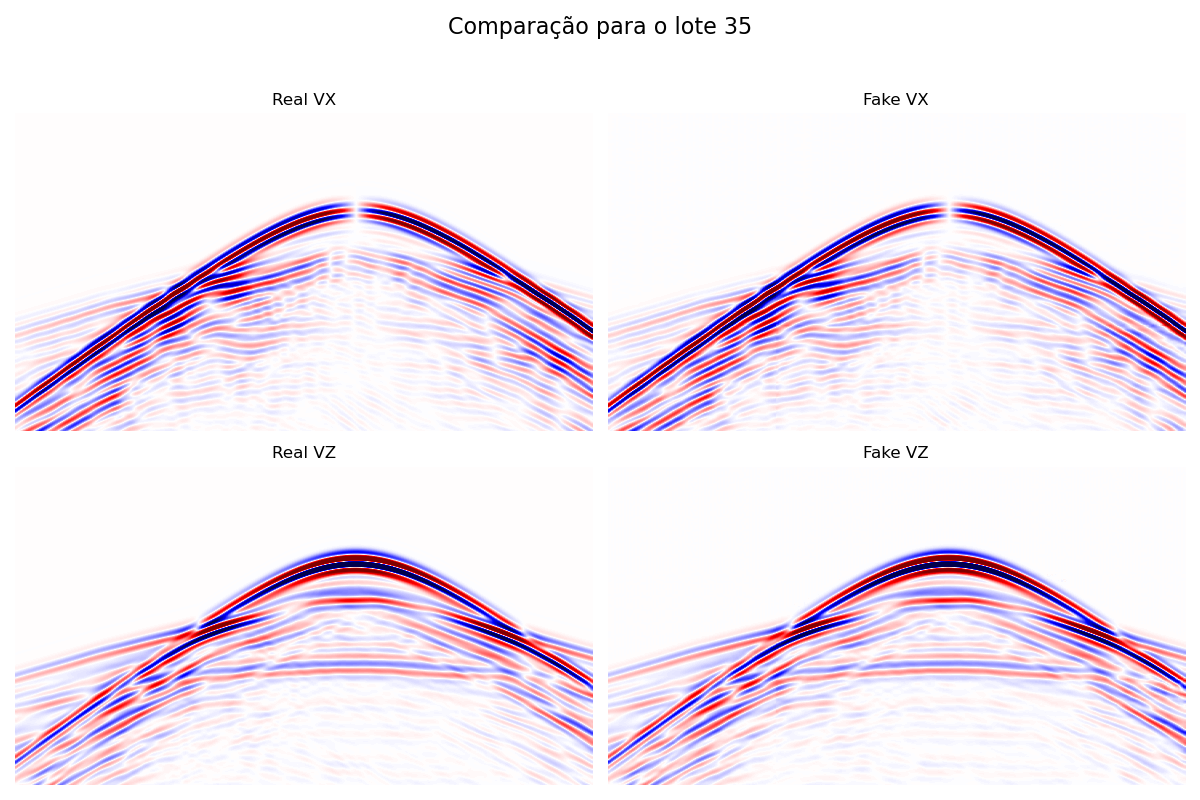 Comparação para o lote 35
Real VX
Fake VX
Real VZ
Fake VZ